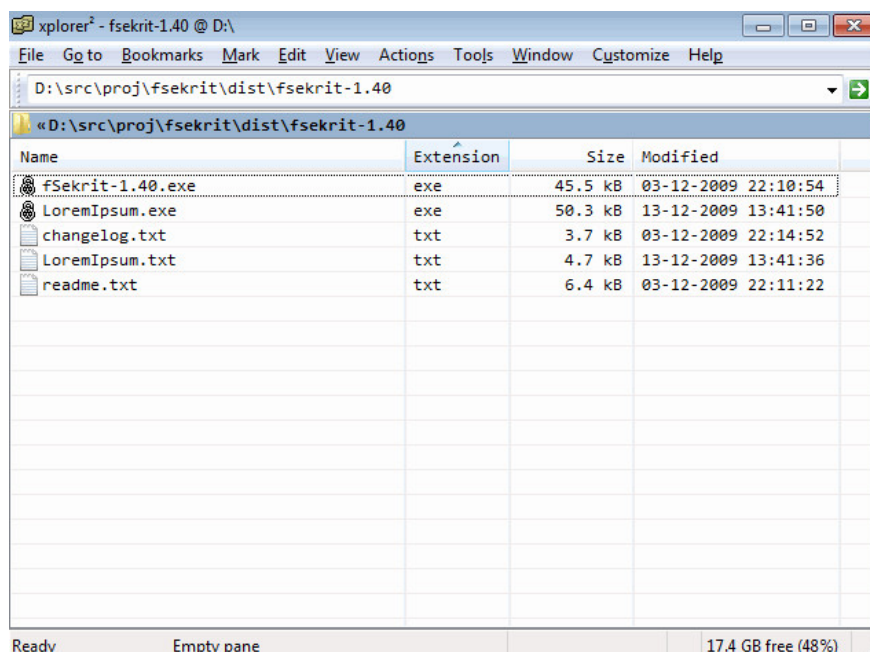 xplorer² - fsekrit-1.40 @ D:\
File Go to Bookmarks Mark Edit View Actions Tools Window Customize Help
D:\src\proj\fsekrit\dist\fsekrit-1.40
«D:\src\proj\fsekrit\dist\fsekrit-1.40
Name Extension Size Modified
fSekrit-1.40.exe exe 45.5 kB 03-12-2009 22:10:54
LoremIpsum.exe exe 50.3 kB 13-12-2009 13:41:50
changelog.txt txt 3.7 kB 03-12-2009 22:14:52
LoremIpsum.txt txt 4.7 kB 13-12-2009 13:41:36
readme.txt txt 6.4 kB 03-12-2009 22:11:22
Ready Empty pane 17.4 GB free (48%)